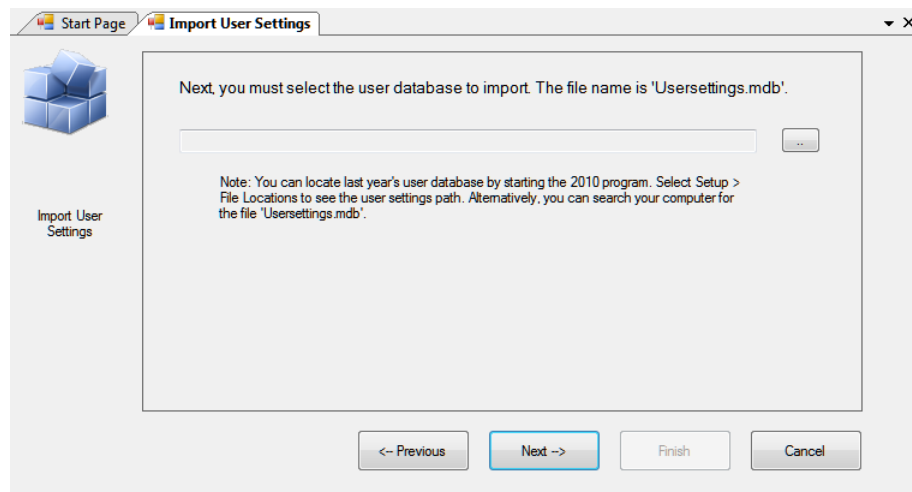 Start Page
Import User Settings
Next, you must select the user database to import. The file name is 'Usersettings.mdb'.
..
Note: You can locate last year's user database by starting the 2010 program. Select Setup >
File Locations to see the user settings path. Alternatively, you can search your computer for
the file 'Usersettings.mdb'.
Import User
Settings
<-- Previous
Next -->
Finish
Cancel